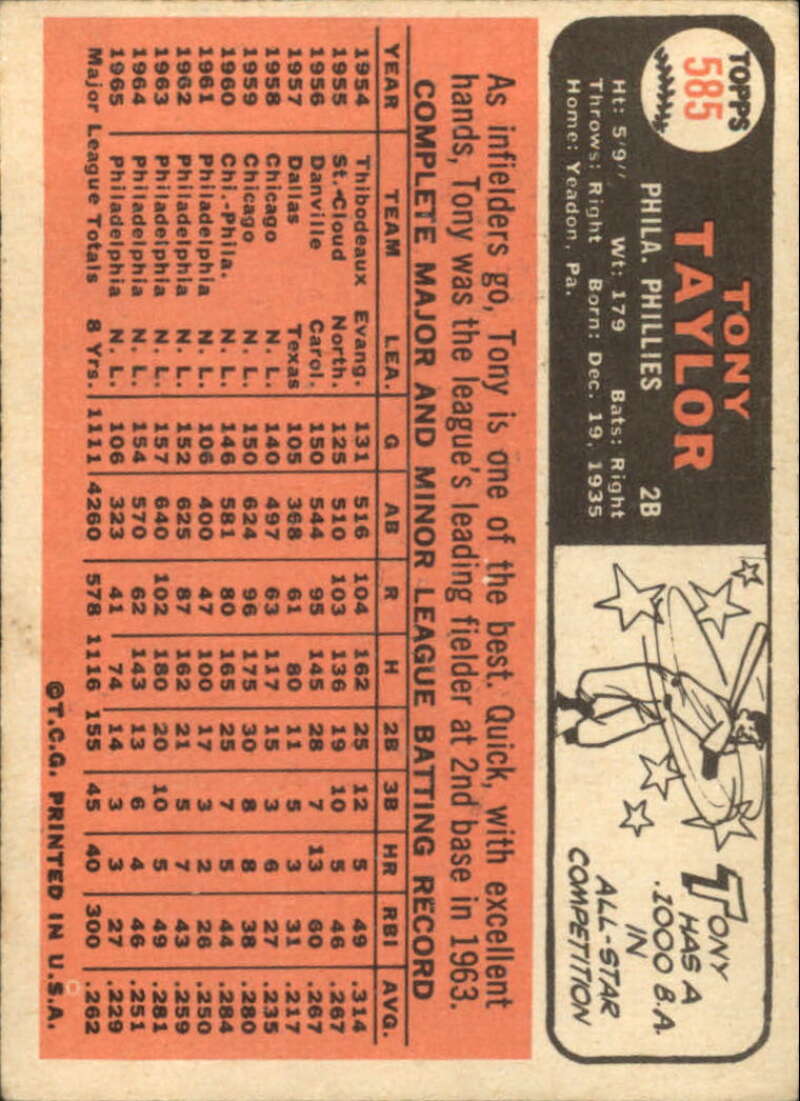 TOPPS
585
TONY
TAYLOR
PHILA. PHILLIES 2B
Ht: 5'9" Wt: 179 Bats: Right
Throws: Right Born: Dec. 19, 1935
Home: Yeadon, Pa.
TONY
HAS A
.1000 B.A.
IN
ALL-STAR
COMPETITION
As infielders go, Tony is one of the best. Quick, with excellent
hands, Tony was the league's leading fielder at 2nd base in 1963.
COMPLETE MAJOR AND MINOR LEAGUE BATTING RECORD
YEAR TEAM LEA. G AB R H 2B 3B HR RBI AVG.
1954 Thibodeaux Evang. 131 516 104 162 25 12 5 49 .314
1955 St. Cloud North. 125 510 103 136 19 10 5 46 .267
1956 Danville Carol. 150 544 95 145 28 7 13 60 .267
1957 Dallas Texas 105 368 61 80 11 5 3 31 .217
1958 Chicago N. L. 140 497 63 117 15 3 6 27 .235
1959 Chicago N. L. 150 624 96 175 30 8 8 38 .280
1960 Chi.-Phila. N. L. 146 581 80 165 25 7 5 44 .284
1961 Philadelphia N. L. 106 400 47 100 17 3 2 26 .250
1962 Philadelphia N. L. 152 625 87 162 21 5 7 43 .259
1963 Philadelphia N. L. 157 640 102 180 20 10 5 49 .281
1964 Philadelphia N. L. 154 570 62 143 13 6 4 46 .251
1965 Philadelphia N. L. 106 323 41 74 14 3 3 27 .229
Major League Totals 8 Yrs. 1111 4260 578 1116 155 45 40 300 .262
©T.C.G. PRINTED IN U.S.A.